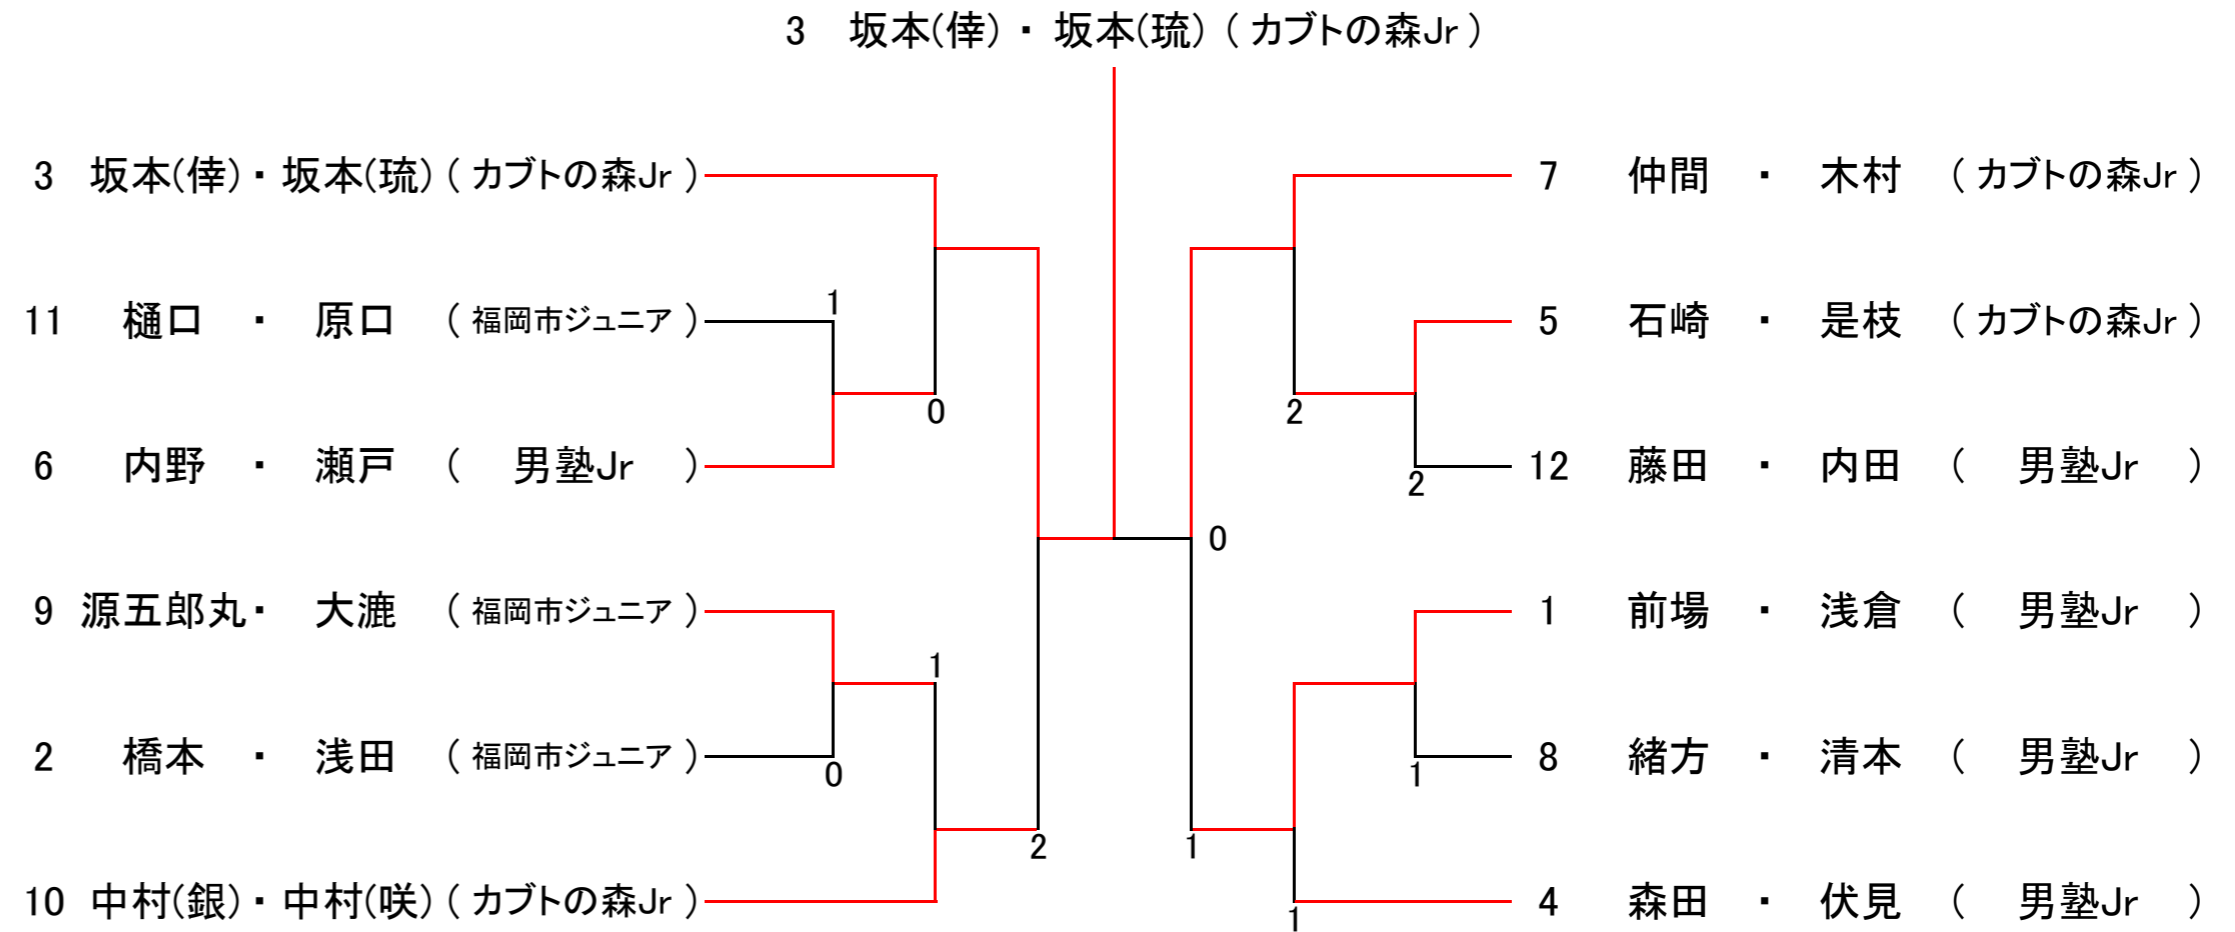 3 坂本(倖)・ 坂本(琉) ( カブトの森Jr )
3 坂本(倖)・ 坂本(琉) ( カブトの森Jr )
7 仲間 ・ 木村 ( カブトの森Jr )
1
11 樋口 ・ 原口 ( 福岡市ジュニア )
5 石崎 ・ 是枝 ( カブトの森Jr )
0
2
6 内野 ・ 瀬戸 ( 男塾Jr )
12 藤田 ・ 内田 ( 男塾Jr )
2
0
9 源五郎丸・ 大漉 ( 福岡市ジュニア )
1 前場 ・ 浅倉 ( 男塾Jr )
1
2 橋本 ・ 浅田 ( 福岡市ジュニア )
8 緒方 ・ 清本 ( 男塾Jr )
0
1
2
1
10 中村(銀)・ 中村(咲) ( カブトの森Jr )
4 森田 ・ 伏見 ( 男塾Jr )
1